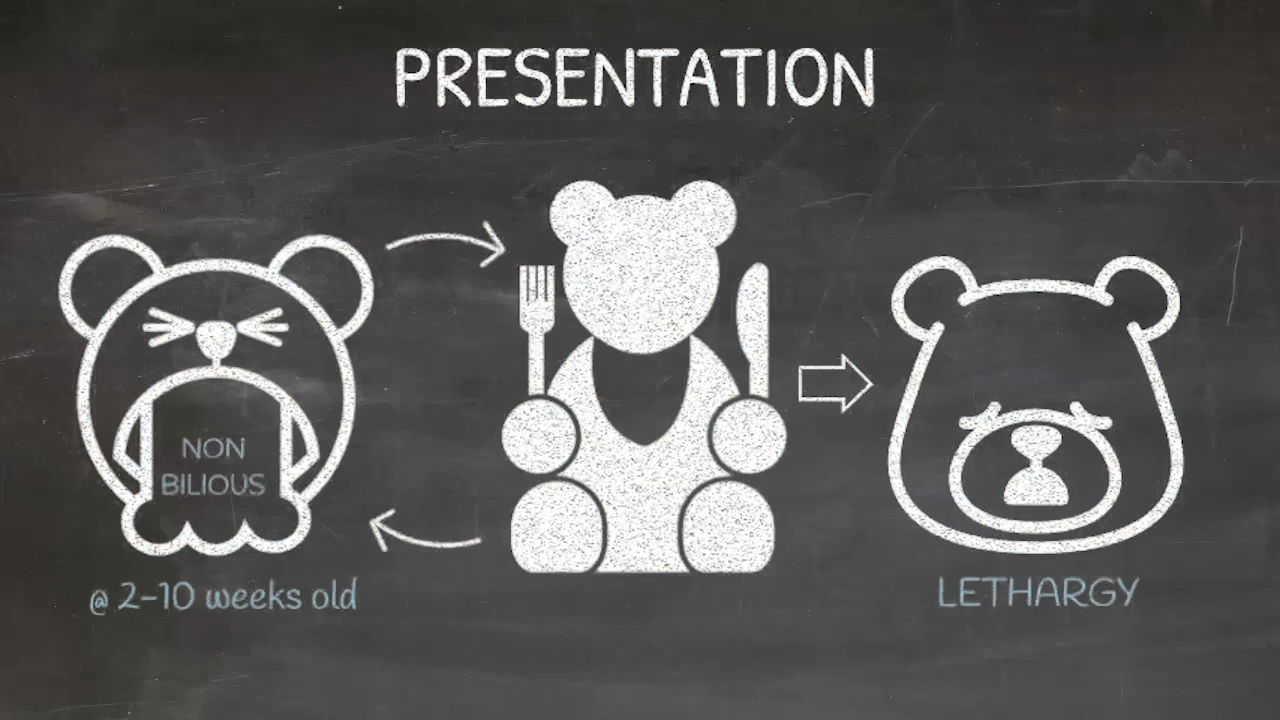 PRESENTATION
NON
BILIOUS
@ 2-10 weeks old
LETHARGY